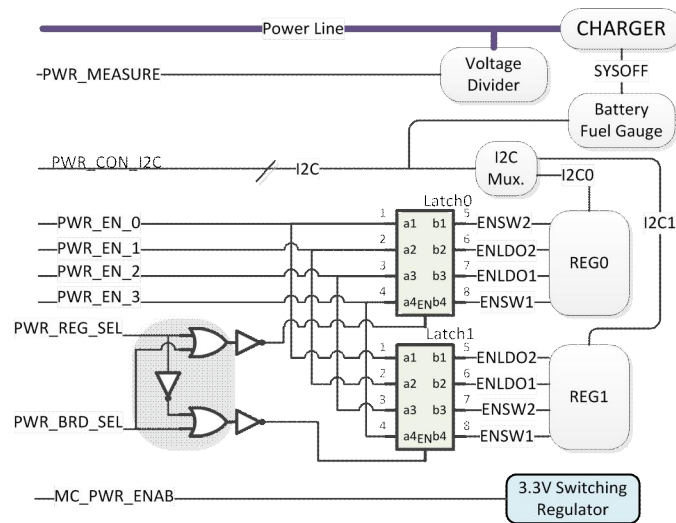 Power Line
CHARGER
PWR_MEASURE
Voltage
Divider
SYSOFF
Battery
Fuel Gauge
PWR_CON_I2C
I2C
I2C
Mux.
I2C0
I2C1
Latch0
PWR_EN_0
1 a1 b1 5 ENSW2
PWR_EN_1
2 a2 b2 6 ENLDO2
PWR_EN_2
3 a3 b3 7 ENLDO1
PWR_EN_3
4 a4 EN b4 8 ENSW1
REG0
PWR_REG_SEL
Latch1
1 a1 b1 5 ENLDO2
2 a2 b2 6 ENLDO1
3 a3 b3 7 ENSW2
4 a4 EN b4 8 ENSW1
REG1
PWR_BRD_SEL
MC_PWR_ENAB
3.3V Switching
Regulator